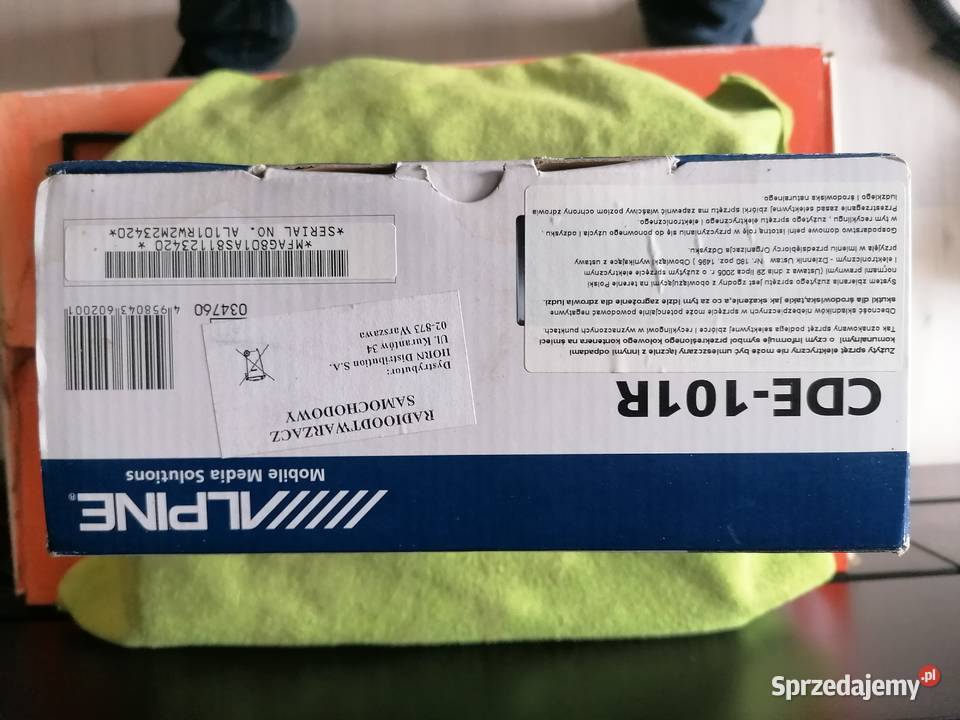 ALPINE®
Mobile Media Solutions
CDE-101R
RADIOODTWARZACZ
SAMOCHODOWY
Dystrybutor:
HORN Distribution S.A.
Ul. Kurantów 34
02-873 Warszawa
Zużyty sprzęt elektryczny nie może być umieszczany łącznie z innymi odpadami
komunalnymi o czym informuje symbol przekreślonego kołowego kontenera na śmieci
Tak oznakowany sprzęt podlega selektywnej zbiórce i recyklingowi w wyznaczonych punktach
Obecność składników niebezpiecznych w sprzęcie może potencjalnie powodować negatywne
skutki dla środowiska, takie jak skażenie, a co za tym idzie zagrożenie dla zdrowia ludzi.
System zbierania zużytego sprzętu jest zgodny z obowiązującymi na terenie Polski
normami prawnymi (Ustawa z dnia 29 lipca 2005 r. o zużytym sprzęcie elektrycznym
i elektronicznym - Dziennik Ustaw Nr. 180 poz. 1495 ) Obowiązki wynikające z ustawy
przyjęła w imieniu przedsiębiorcy Organizacja Odzysku.
Gospodarstwo domowe pełni istotną rolę w przyczynianiu się do ponownego użycia i odzysku,
w tym recyklingu, zużytego sprzętu elektrycznego i elektronicznego.
Przestrzeganie zasad selektywnej zbiórki sprzętu ma zapewnić właściwy poziom ochrony zdrowia
ludzkiego i środowiska naturalnego
034760
4 958043 602001
*MFAG801AS81123420 *
*SERIAL NO. AL101RW2M23420*
Sprzedajemy.pl